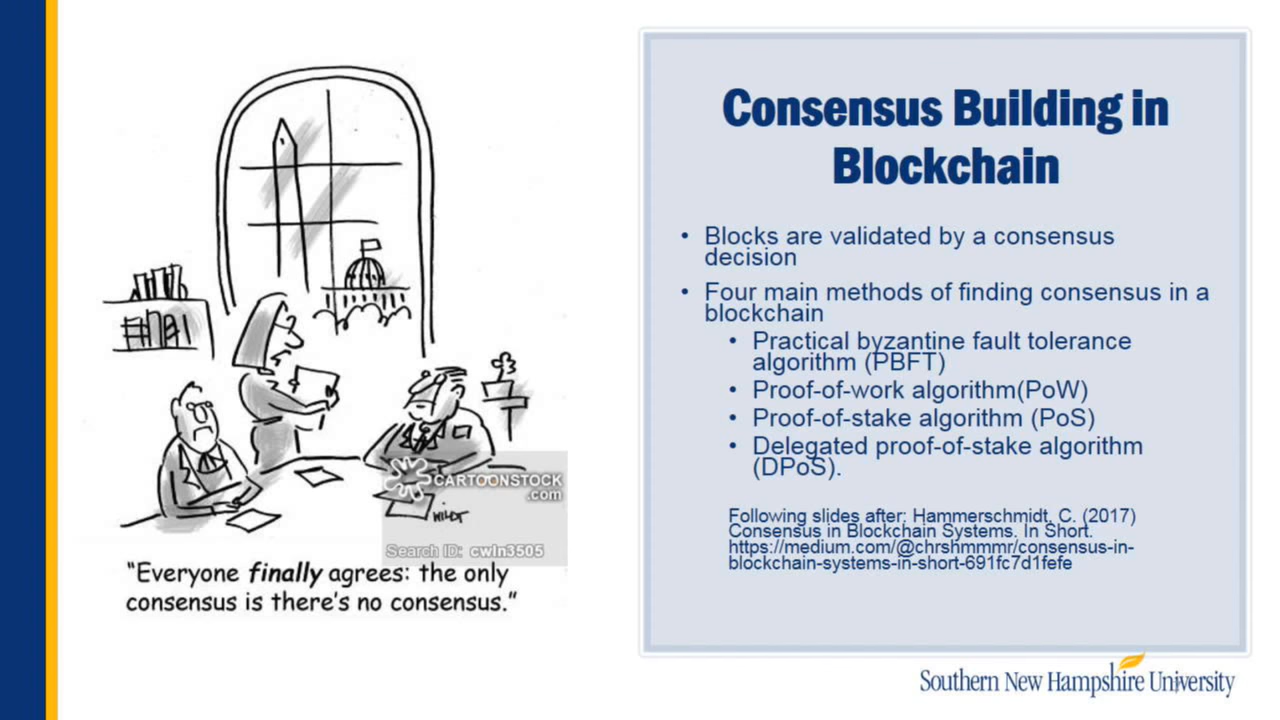 Consensus Building in
Blockchain
• Blocks are validated by a consensus
decision
• Four main methods of finding consensus in a
blockchain
• Practical byzantine fault tolerance
algorithm (PBFT)
• Proof-of-work algorithm(PoW)
• Proof-of-stake algorithm (PoS)
• Delegated proof-of-stake algorithm
(DPoS).
Following slides after: Hammerschmidt, C. (2017)
Consensus in Blockchain Systems. In Short.
https://medium.com/@chrshmmmr/consensus-in-
blockchain-systems-in-short-691fc7d1fefe
CARTOONSTOCK
.com
WILDT
Search ID: cwln3505
"Everyone finally agrees: the only
consensus is there's no consensus."
Southern New Hampshire University